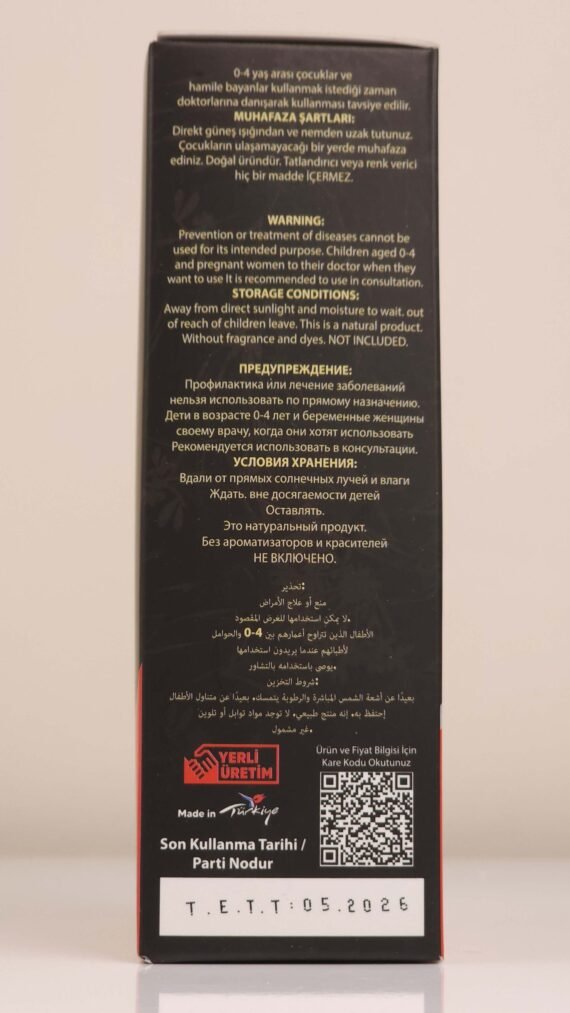 0-4 yaş arası çocuklar ve
hamile bayanlar kullanmak istediği zaman
doktorlarına danışarak kullanması tavsiye edilir.
MUHAFAZA ŞARTLARI:
Direkt güneş ışığından ve nemden uzak tutunuz.
Çocukların ulaşamayacağı bir yerde muhafaza
ediniz. Doğal üründür. Tatlandırıcı veya renk verici
hiç bir madde İÇERMEZ.
WARNING:
Prevention or treatment of diseases cannot be
used for its intended purpose. Children aged 0-4
and pregnant women to their doctor when they
want to use It is recommended to use in consultation.
STORAGE CONDITIONS:
Away from direct sunlight and moisture to wait. out
of reach of children leave. This is a natural product.
Without fragrance and dyes. NOT INCLUDED.
ПРЕДУПРЕЖДЕНИЕ:
Профилактика или лечение заболеваний
нельзя использовать по прямому назначению.
Дети в возрасте 0-4 лет и беременные женщины
своему врачу, когда они хотят использовать
Рекомендуется использовать в консультации.
УСЛОВИЯ ХРАНЕНИЯ:
Вдали от прямых солнечных лучей и влаги
Ждать. вне досягаемости детей
Оставлять.
Это натуральный продукт.
Без ароматизаторов и красителей
НЕ ВКЛЮЧЕНО.
تحذير:
منع أو علاج الأمراض
لا يمكن استخدامها للغرض المقصود.
الأطفال الذين تتراوح أعمارهم بين 4-0 والحوامل
لأطبائهم عندما يريدون استخدامها
يوصى باستخدامه بالتشاور.
شروط التخزين:
بعيدًا عن أشعة الشمس المباشرة والرطوبة يتمسك. بعيدًا عن متناول الأطفال
إحتفظ به. إنه منتج طبيعي. لا توجد مواد توابل أو تلوين
غير مشمول.
YERLİ
ÜRETİM
Made in Türkiye
Ürün ve Fiyat Bilgisi İçin
Kare Kodu Okutunuz
Son Kullanma Tarihi /
Parti Nodur
T.E.T.T:05.2026